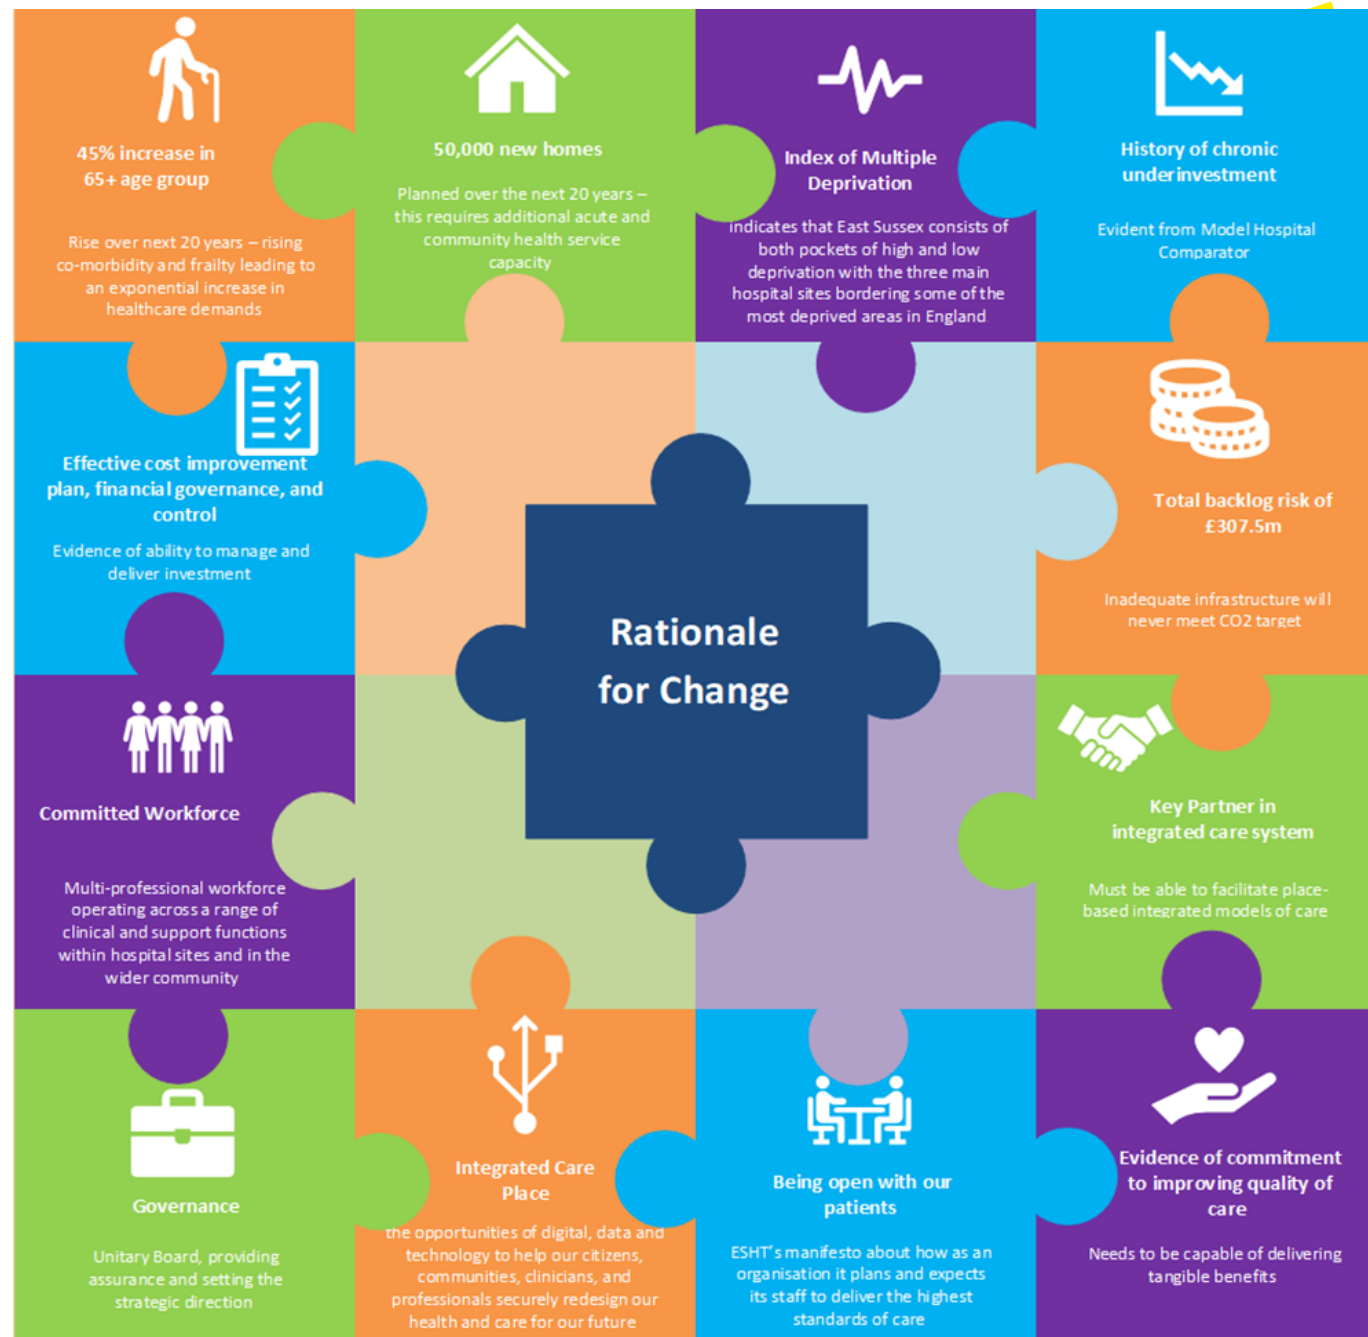 45% increase in
65+ age group
Rise over next 20 years – rising
co-morbidity and frailty leading to
an exponential increase in
healthcare demands
50,000 new homes
Planned over the next 20 years –
this requires additional acute and
community health service
capacity
Index of Multiple
Deprivation
indicates that East Sussex consists of
both pockets of high and low
deprivation with the three main
hospital sites bordering some of the
most deprived areas in England
History of chronic
underinvestment
Evident from Model Hospital
Comparator
Effective cost improvement
plan, financial governance, and
control
Evidence of ability to manage and
deliver investment
Rationale
for Change
Total backlog risk of
£307.5m
Inadequate infrastructure will
never meet CO2 target
Committed Workforce
Multi-professional workforce
operating across a range of
clinical and support functions
within hospital sites and in the
wider community
Key Partner in
integrated care system
Must be able to facilitate place-
based integrated models of care
Governance
Unitary Board, providing
assurance and setting the
strategic direction
Integrated Care
Place
the opportunities of digital, data and
technology to help our citizens,
communities, clinicians, and
professionals securely redesign our
health and care for our future
Being open with our
patients
ESHT's manifesto about how as an
organisation it plans and expects
its staff to deliver the highest
standards of care
Evidence of commitment
to improving quality of
care
Needs to be capable of delivering
tangible benefits